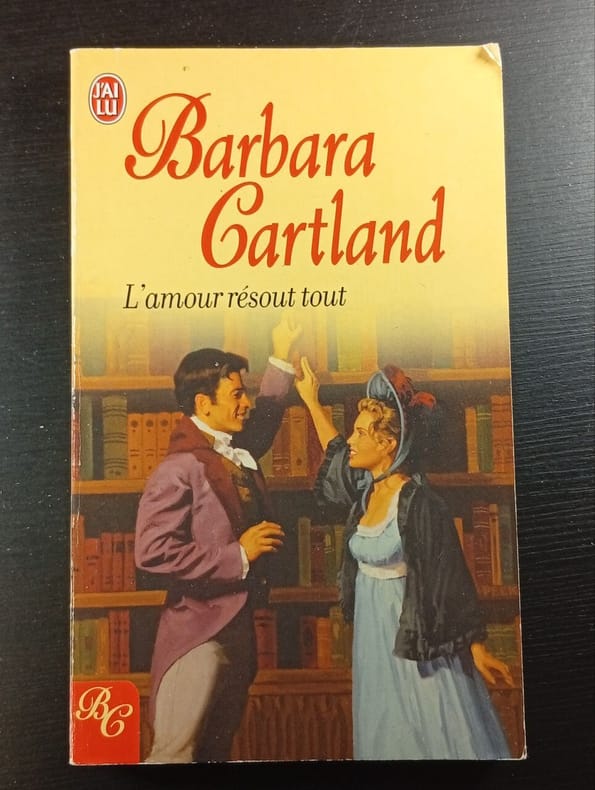 J'AI
LU
Barbara
Cartland
L'amour résout tout
BC